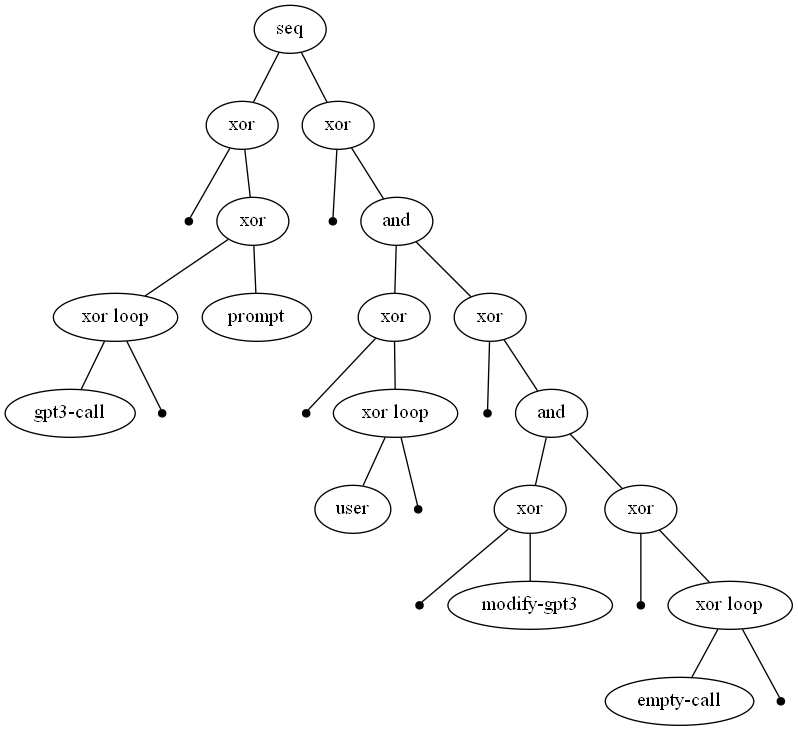 seq
xor xor
xor and
xor loop prompt xor xor
gpt3-call xor loop and
user xor xor
modify-gpt3 xor loop
empty-call